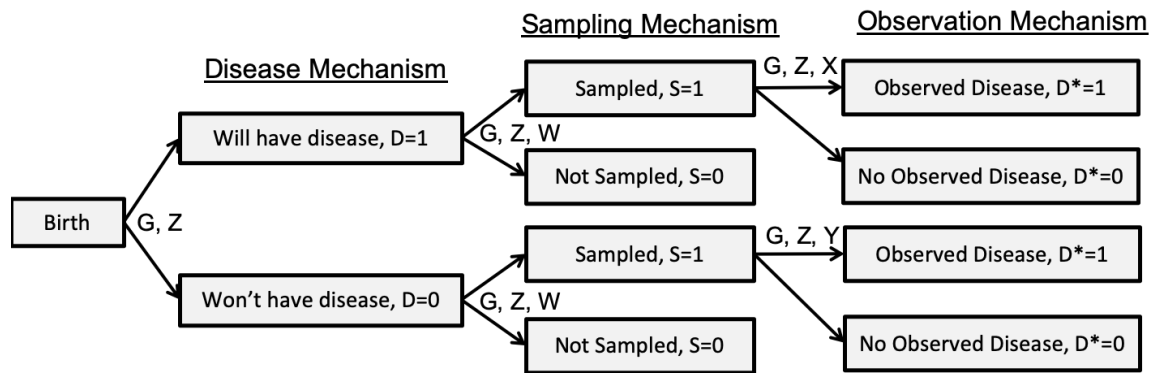 Disease Mechanism
Sampling Mechanism
Observation Mechanism
Birth
G, Z
Will have disease, D=1
G, Z, W
Sampled, S=1
G, Z, X
Observed Disease, D*=1
Not Sampled, S=0
No Observed Disease, D*=0
Won't have disease, D=0
G, Z, W
Sampled, S=1
G, Z, Y
Observed Disease, D*=1
Not Sampled, S=0
No Observed Disease, D*=0